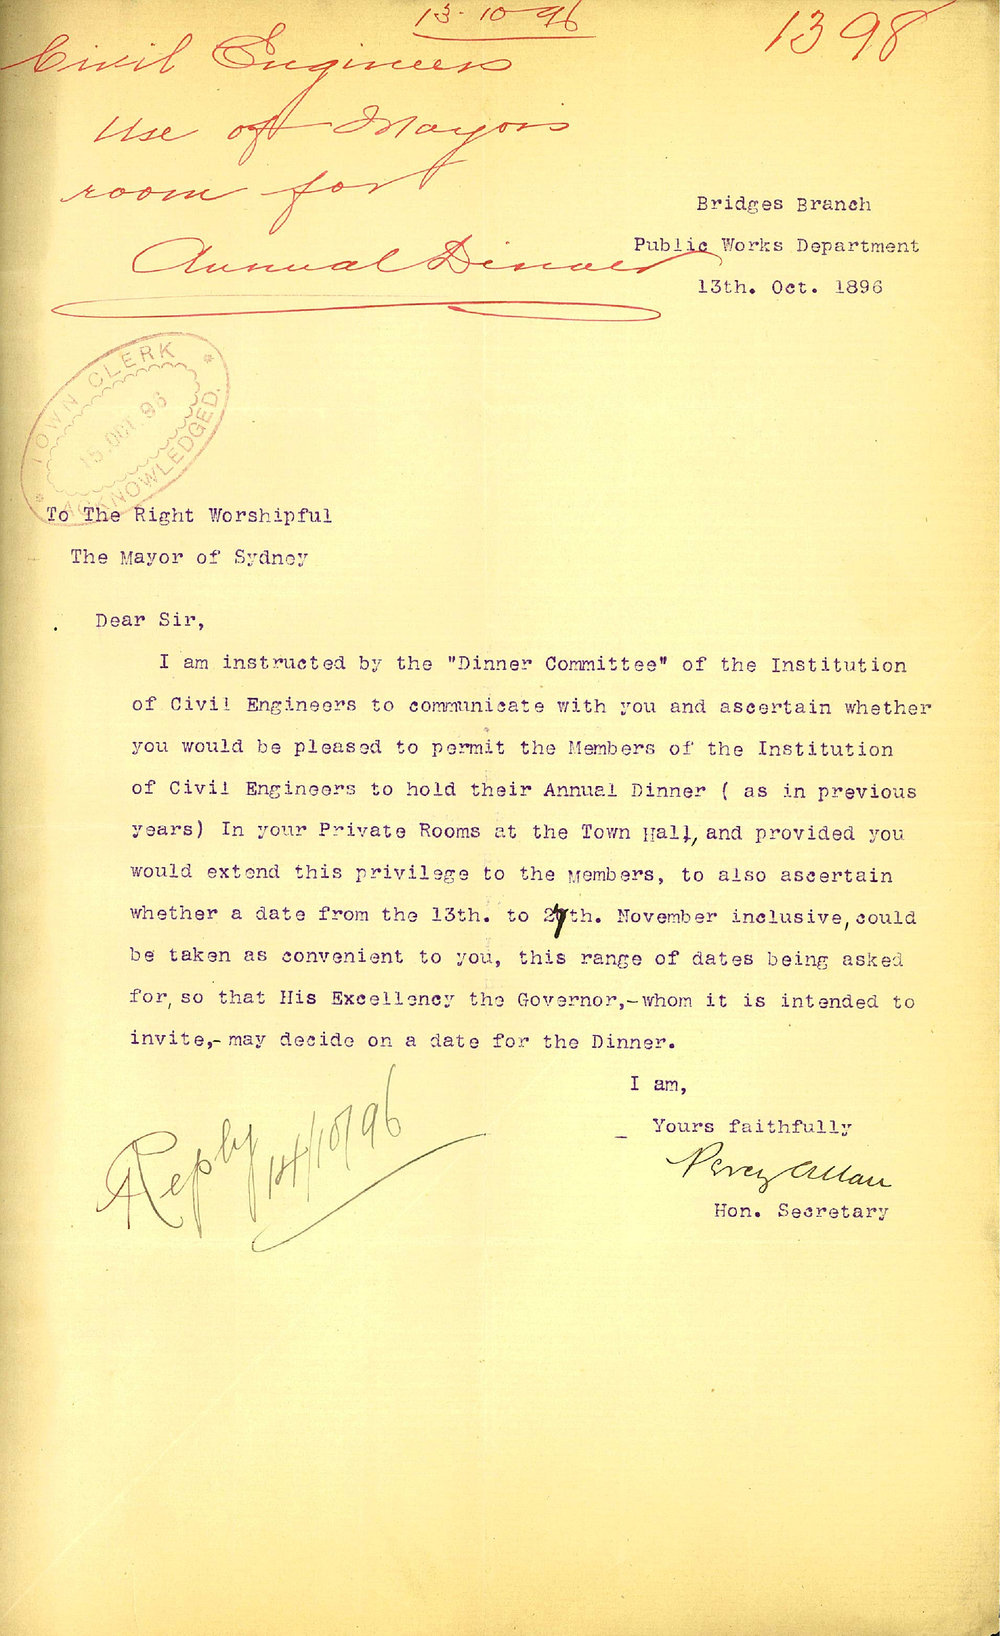 13-10-96
1398
Civil Engineers
Use of Mayors
room for
Annual Dinner
Bridges Branch
Public Works Department
13th. Oct. 1896
TOWN CLERK
15.OCT.96
ACKNOWLEDGED.
To The Right Worshipful
The Mayor of Sydney
Dear Sir,
I am instructed by the "Dinner Committee" of the Institution
of Civil Engineers to communicate with you and ascertain whether
you would be pleased to permit the Members of the Institution
of Civil Engineers to hold their Annual Dinner ( as in previous
years) In your Private Rooms at the Town Hall, and provided you
would extend this privilege to the Members, to also ascertain
whether a date from the 13th. to 27th. November inclusive, could
be taken as convenient to you, this range of dates being asked
for, so that His Excellency the Governor,-whom it is intended to
invite,- may decide on a date for the Dinner.
I am,
Yours faithfully
Percy Allan
Hon. Secretary
Reply 14/10/96